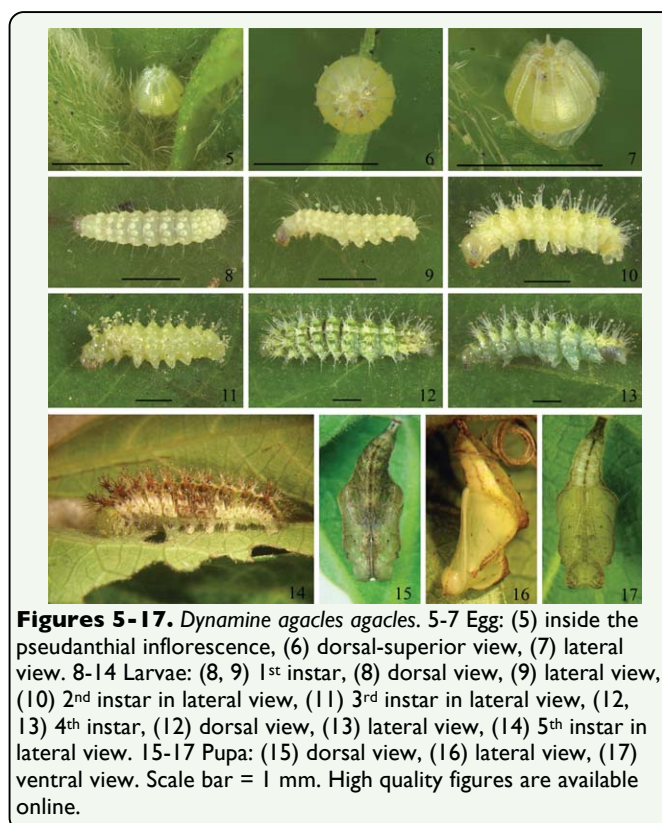 5
6
7
8
9
10
11
12
13
14
15
16
17
Figures 5-17. Dynamine agacles agacles. 5-7 Egg: (5) inside the
pseudanthial inflorescence, (6) dorsal-superior view, (7) lateral
view. 8-14 Larvae: (8, 9) 1st instar, (8) dorsal view, (9) lateral view,
(10) 2nd instar in lateral view, (11) 3rd instar in lateral view, (12,
13) 4th instar, (12) dorsal view, (13) lateral view, (14) 5th instar in
lateral view. 15-17 Pupa: (15) dorsal view, (16) lateral view, (17)
ventral view. Scale bar = 1 mm. High quality figures are available
online.